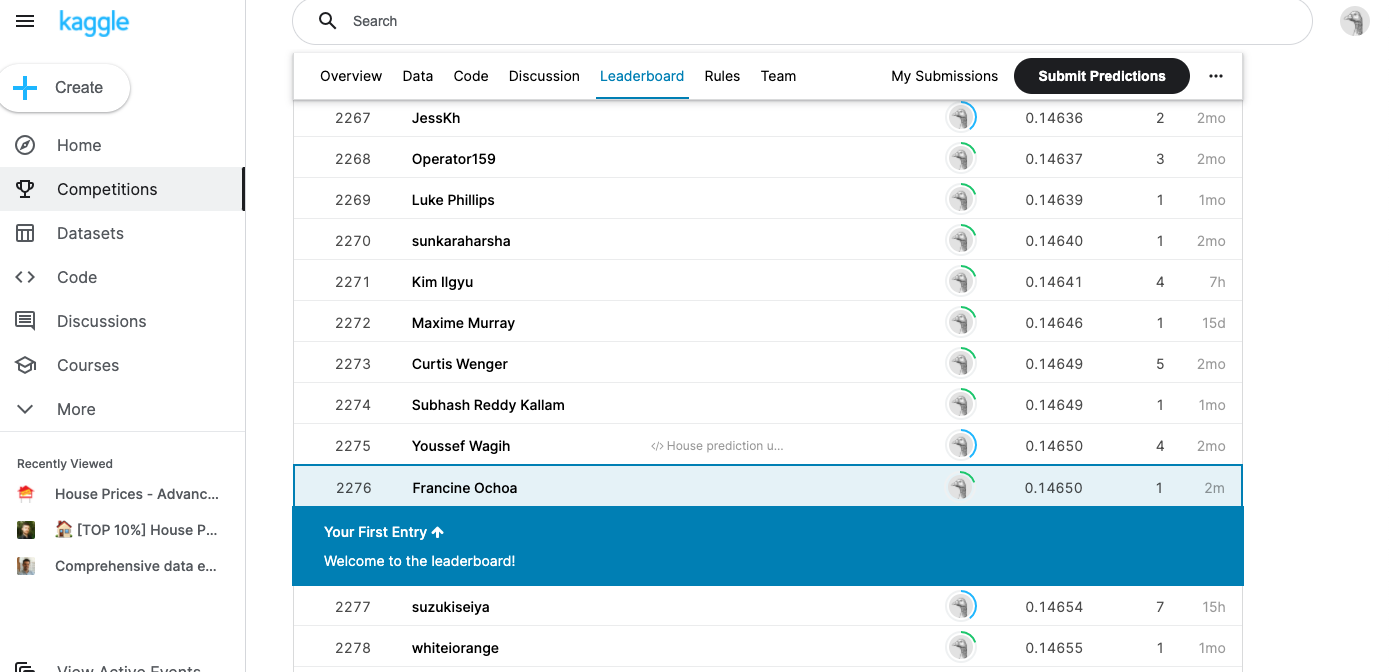 kaggle
Search
Create
Home
Competitions
Datasets
Code
Discussions
Courses
More
Recently Viewed
House Prices - Advanc...
[TOP 10%] House P...
Comprehensive data e...
View Active Events
Overview Data Code Discussion Leaderboard Rules Team My Submissions Submit Predictions
2267 JessKh 0.14636 2 2mo
2268 Operator159 0.14637 3 2mo
2269 Luke Phillips 0.14639 1 1mo
2270 sunkaraharsha 0.14640 1 2mo
2271 Kim Ilgyu 0.14641 4 7h
2272 Maxime Murray 0.14646 1 15d
2273 Curtis Wenger 0.14649 5 2mo
2274 Subhash Reddy Kallam 0.14649 1 1mo
2275 Youssef Wagih </> House prediction u... 0.14650 4 2mo
2276 Francine Ochoa 0.14650 1 2m
Your First Entry ↑
Welcome to the leaderboard!
2277 suzukiseiya 0.14654 7 15h
2278 whiteiorange 0.14655 1 1mo